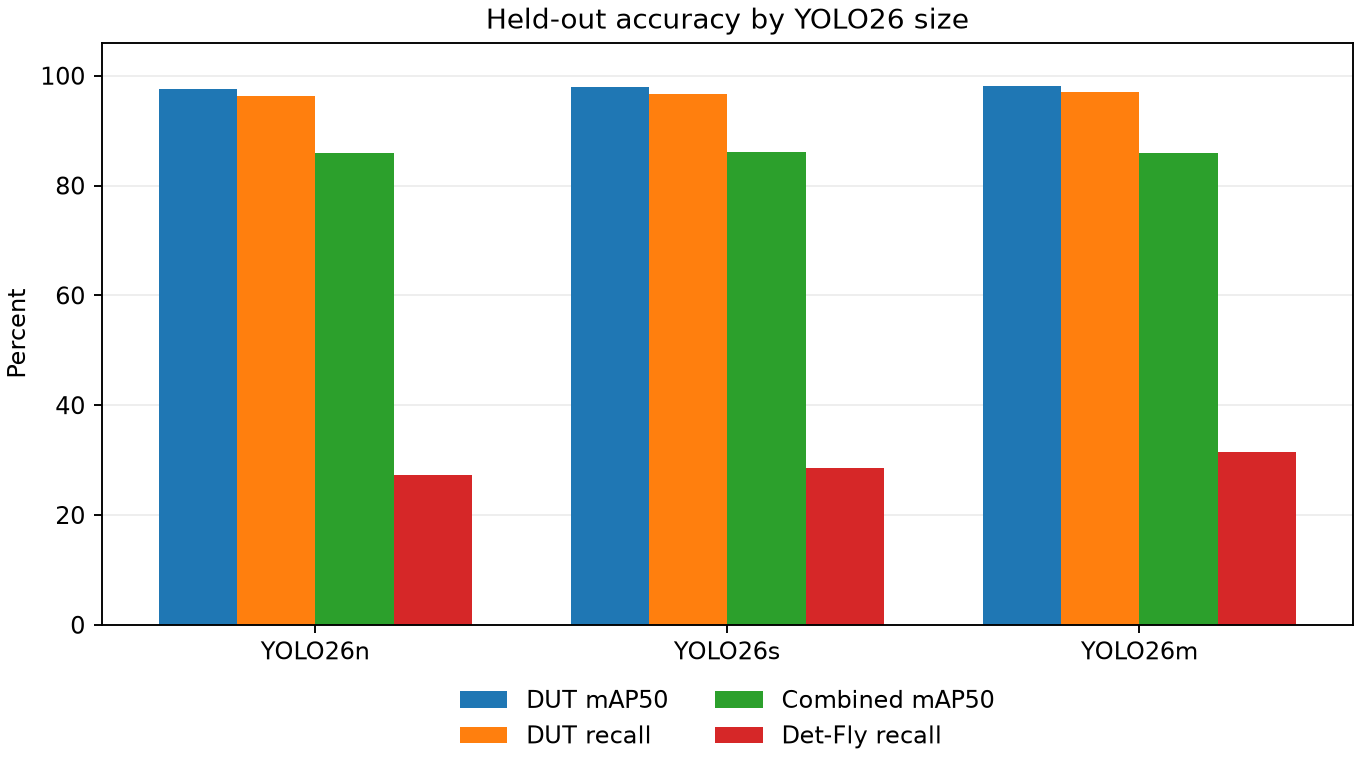 Held-out accuracy by YOLO26 size
Percent
100
80
60
40
20
0
YOLO26n YOLO26s YOLO26m
DUT mAP50 Combined mAP50
DUT recall Det-Fly recall